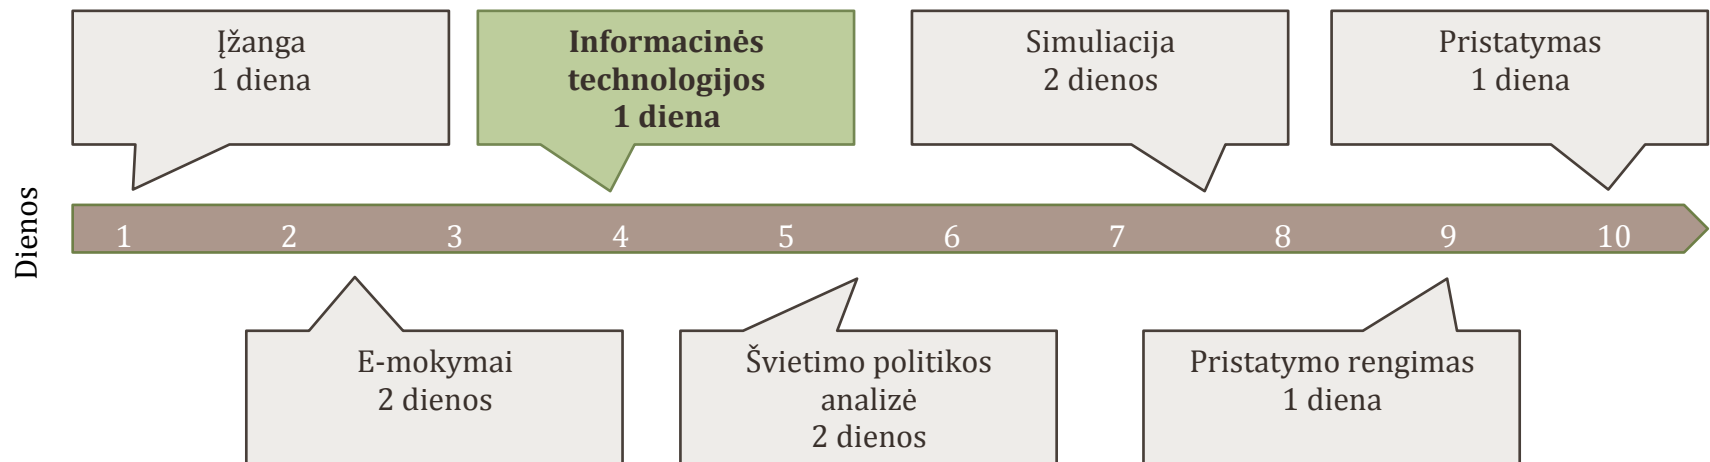 Įžanga
1 diena
Informacinės
technologijos
1 diena
Simuliacija
2 dienos
Pristatymas
1 diena
Dienos
1 2 3 4 5 6 7 8 9 10
E-mokymai
2 dienos
Švietimo politikos
analizė
2 dienos
Pristatymo rengimas
1 diena